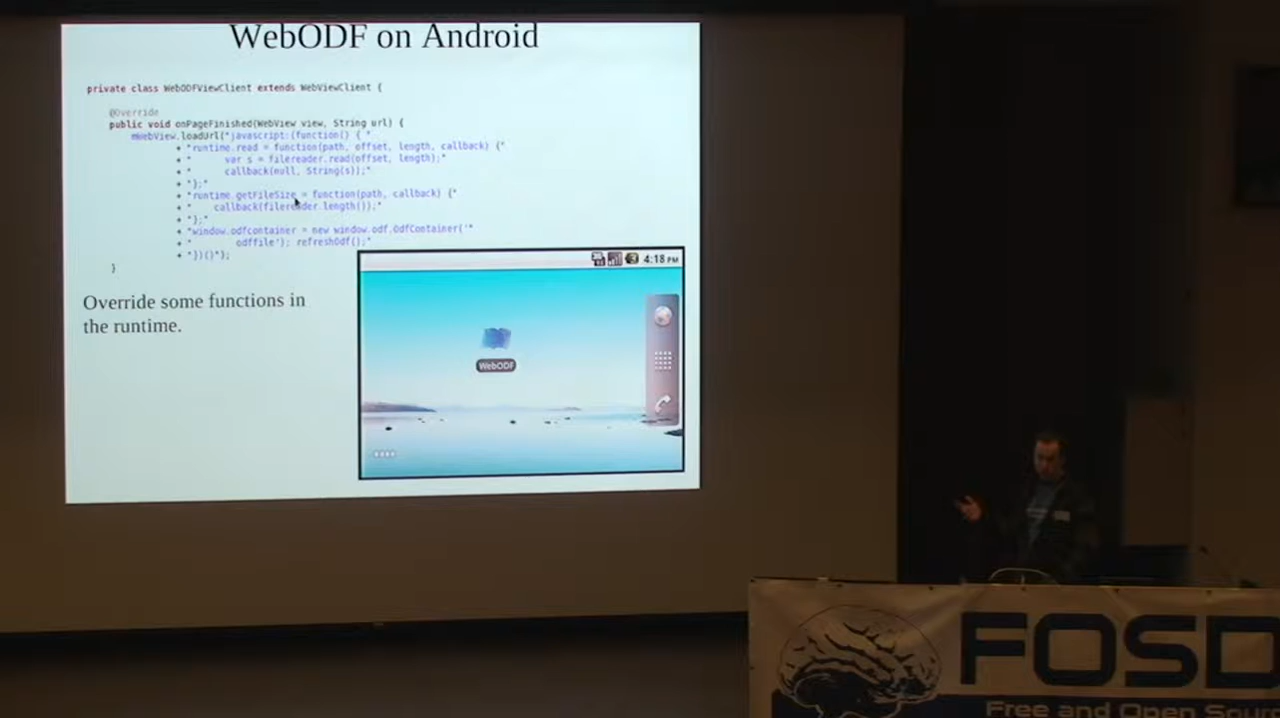 WebODF on Android
private class WebODFViewClient extends WebViewClient {
@Override
public void onPageFinished(WebView view, String url) {
mWebView.loadUrl("javascript:(function() { "
+ "runtime.read = function(path, offset, length, callback) {"
+ "    var s = filereader.read(offset, length);"
+ "    callback(null, String(s));"
+ "};"
+ "runtime.getFileSize = function(path, callback) {"
+ "    callback(filereader.length());"
+ "};"
+ "window.odfcontainer = new window.odf.OdfContainer('"
+ "    odffile'); refreshOdf();"
+ "})()");
}
Override some functions in
the runtime.
4:18 PM
WebODF
FOSD
Free and Open Sour